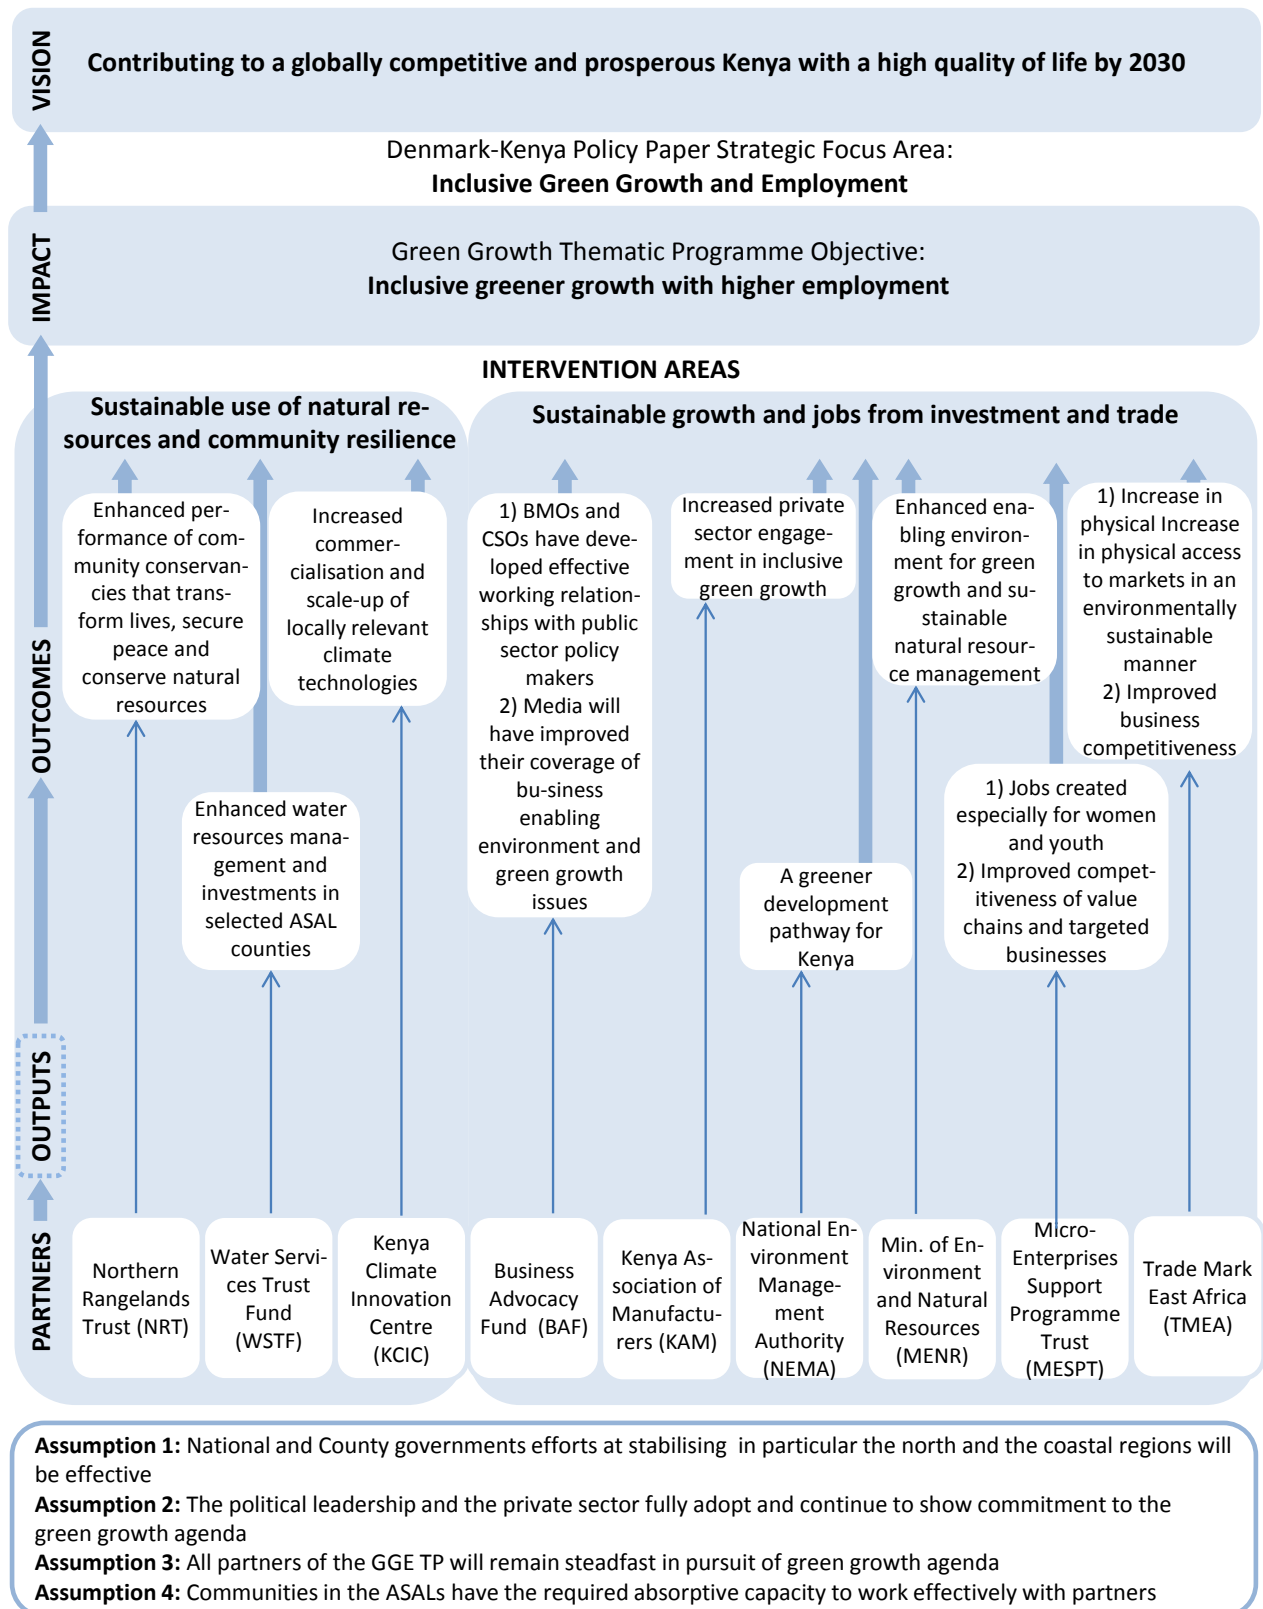 VISION
Contributing to a globally competitive and prosperous Kenya with a high quality of life by 2030
Denmark-Kenya Policy Paper Strategic Focus Area:
Inclusive Green Growth and Employment
IMPACT
Green Growth Thematic Programme Objective:
Inclusive greener growth with higher employment
INTERVENTION AREAS
Sustainable use of natural re-
sources and community resilience
Sustainable growth and jobs from investment and trade
OUTCOMES
Enhanced per-
formance of com-
munity conservan-
cies that trans-
form lives, secure
peace and
conserve natural
resources
Enhanced water
resources mana-
gement and
investments in
selected ASAL
counties
Increased
commer-
cialisation and
scale-up of
locally relevant
climate
technologies
1) BMOs and
CSOs have deve-
loped effective
working relation-
ships with public
sector policy
makers
2) Media will
have improved
their coverage of
bu-siness
enabling
environment and
green growth
issues
Increased private
sector engage-
ment in inclusive
green growth
A greener
development
pathway for
Kenya
Enhanced ena-
bling environ-
ment for green
growth and su-
stainable
natural resour-
ce management
1) Jobs created
especially for women
and youth
2) Improved compet-
itiveness of value
chains and targeted
businesses
1) Increase in
physical Increase
in physical access
to markets in an
environmentally
sustainable
manner
2) Improved
business
competitiveness
OUTPUTS
PARTNERS
Northern
Rangelands
Trust (NRT)
Water Servi-
ces Trust
Fund
(WSTF)
Kenya
Climate
Innovation
Centre
(KCIC)
Business
Advocacy
Fund (BAF)
Kenya As-
sociation of
Manufactu-
rers (KAM)
National En-
vironment
Manage-
ment
Authority
(NEMA)
Min. of En-
vironment
and Natural
Resources
(MENR)
Micro-
Enterprises
Support
Programme
Trust
(MESPT)
Trade Mark
East Africa
(TMEA)
Assumption 1: National and County governments efforts at stabilising in particular the north and the coastal regions will
be effective
Assumption 2: The political leadership and the private sector fully adopt and continue to show commitment to the
green growth agenda
Assumption 3: All partners of the GGE TP will remain steadfast in pursuit of green growth agenda
Assumption 4: Communities in the ASALs have the required absorptive capacity to work effectively with partners